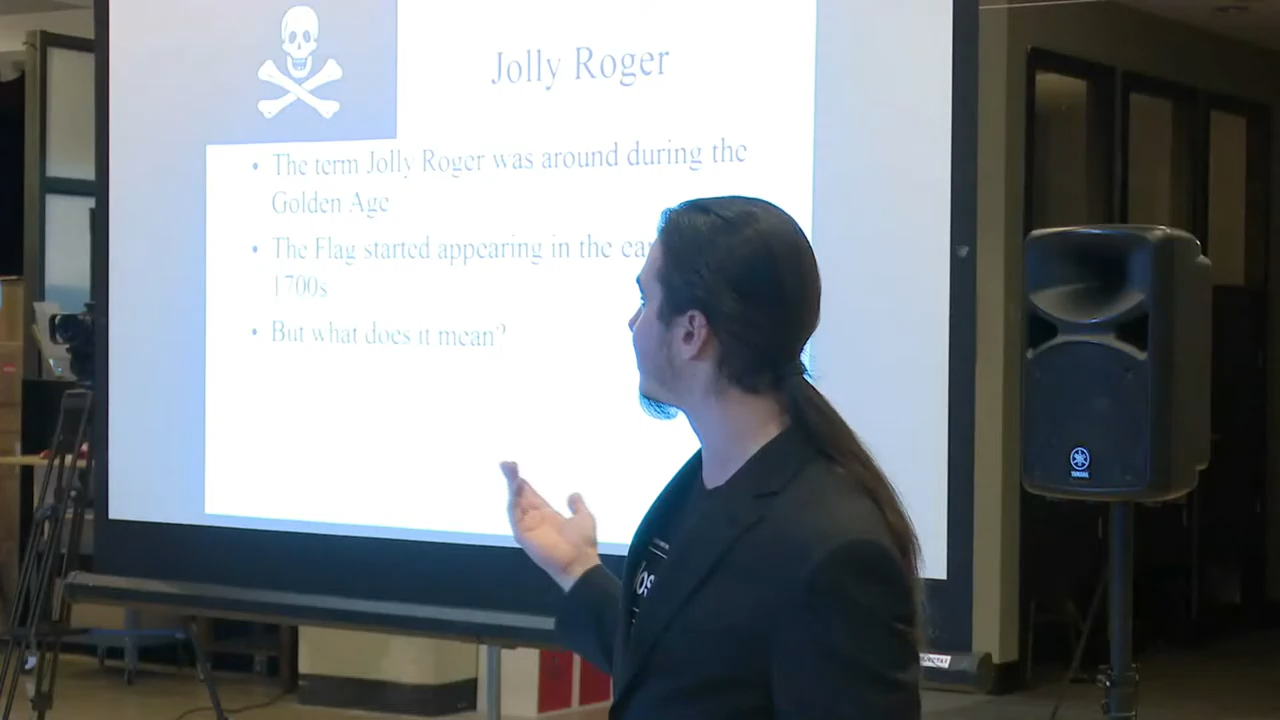 Jolly Roger
• The term Jolly Roger was around during the
Golden Age
• The Flag started appearing in the ea
1700s
• But what does it mean?
YAMAHA